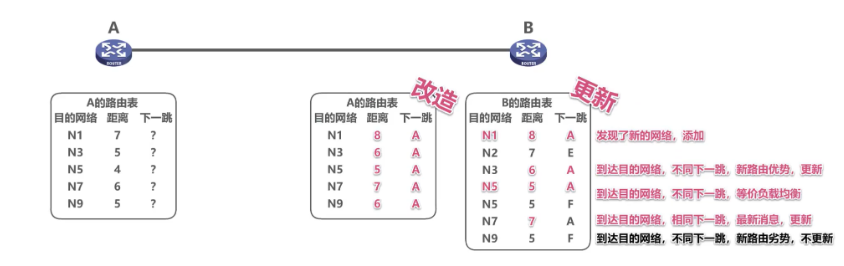 A
B
ROUTER
ROUTER
A的路由表
目的网络 距离 下一跳
N1 7 ?
N3 5 ?
N5 4 ?
N7 6 ?
N9 5 ?
改造
A的路由表
目的网络 距离 下一跳
N1 8 A
N3 6 A
N5 5 A
N7 7 A
N9 6 A
更新
B的路由表
目的网络 距离 下一跳
N1 8 A 发现了新的网络，添加
N2 7 E
N3 6 A 到达目的网络，不同下一跳，新路由优势，更新
N5 5 A 到达目的网络，不同下一跳，等价负载均衡
N5 5 F
N7 7 A 到达目的网络，相同下一跳，最新消息，更新
N9 5 F 到达目的网络，不同下一跳，新路由劣势，不更新